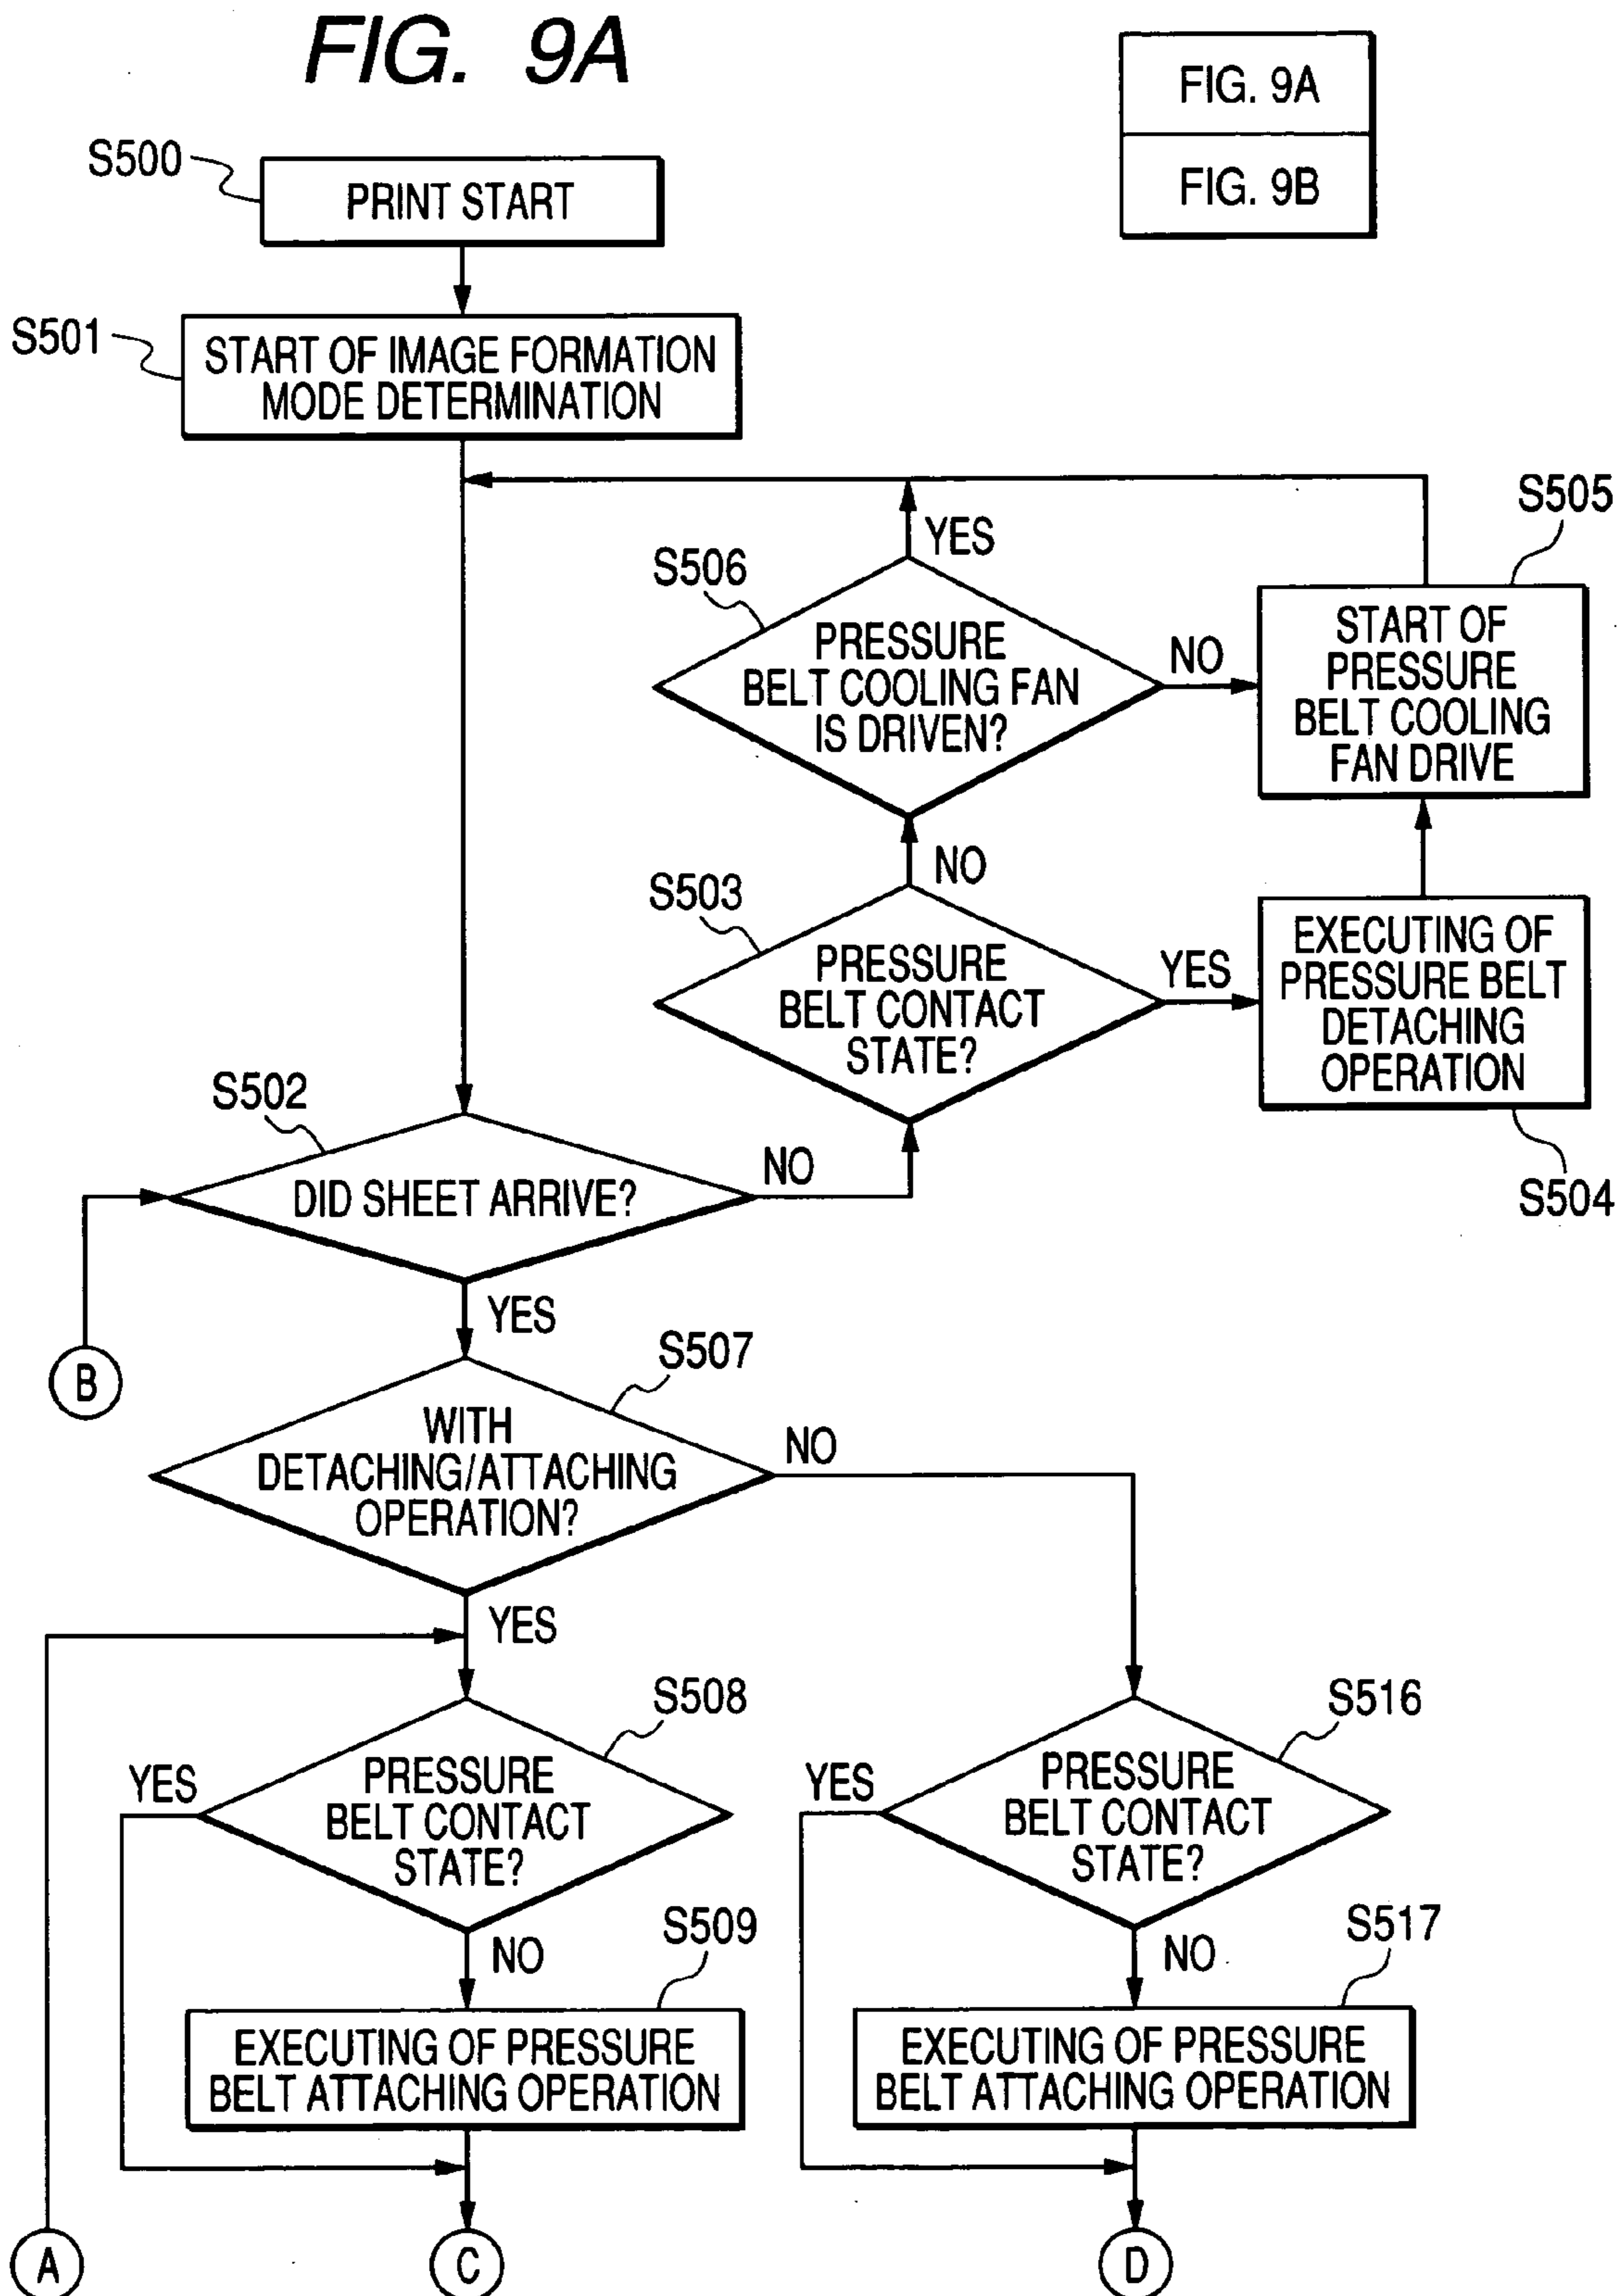 FIG. 9A
FIG. 9A
FIG. 9B
S500
PRINT START
S501
START OF IMAGE FORMATION
MODE DETERMINATION
S505
YES
S506
PRESSURE
BELT COOLING FAN
IS DRIVEN?
NO
START OF
PRESSURE
BELT COOLING
FAN DRIVE
NO
S503
PRESSURE
BELT CONTACT
STATE?
YES
EXECUTING OF
PRESSURE BELT
DETACHING
OPERATION
S504
S502
DID SHEET ARRIVE?
NO
YES
B
S507
WITH
DETACHING/ATTACHING
OPERATION?
NO
YES
S508
PRESSURE
BELT CONTACT
STATE?
YES
NO
S509
EXECUTING OF PRESSURE
BELT ATTACHING OPERATION
S516
PRESSURE
BELT CONTACT
STATE?
YES
NO
S517
EXECUTING OF PRESSURE
BELT ATTACHING OPERATION
A
C
D